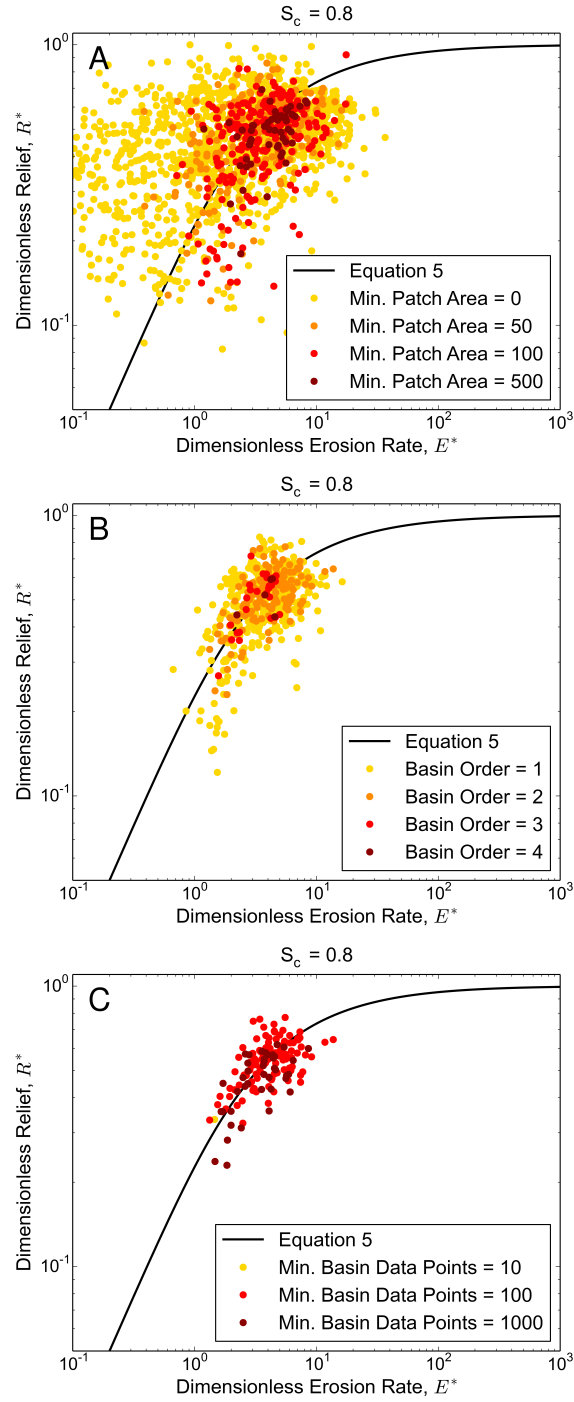 S_c = 0.8
A
10^0
10^-1
Dimensionless Relief, R*
Equation 5
Min. Patch Area = 0
Min. Patch Area = 50
Min. Patch Area = 100
Min. Patch Area = 500
10^-1 10^0 10^1 10^2 10^3
Dimensionless Erosion Rate, E*
S_c = 0.8
B
10^0
10^-1
Dimensionless Relief, R*
Equation 5
Basin Order = 1
Basin Order = 2
Basin Order = 3
Basin Order = 4
10^-1 10^0 10^1 10^2 10^3
Dimensionless Erosion Rate, E*
S_c = 0.8
C
10^0
10^-1
Dimensionless Relief, R*
Equation 5
Min. Basin Data Points = 10
Min. Basin Data Points = 100
Min. Basin Data Points = 1000
10^-1 10^0 10^1 10^2 10^3
Dimensionless Erosion Rate, E*